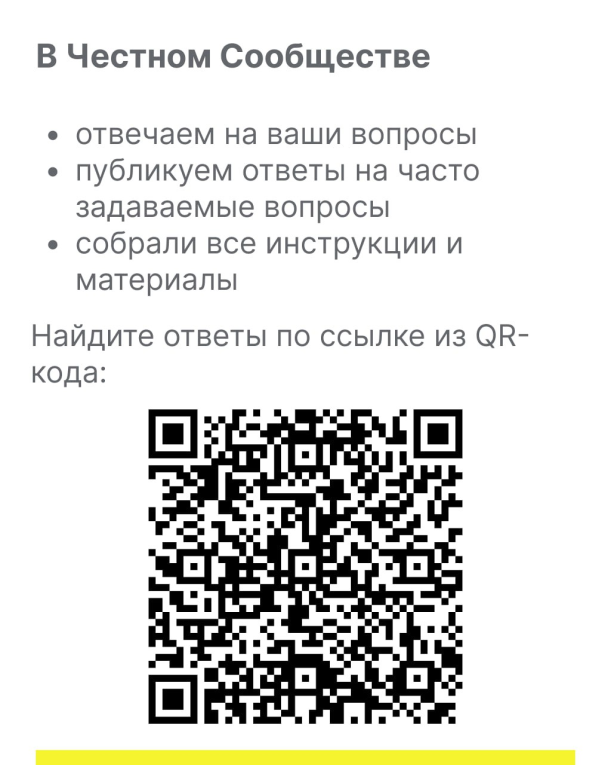 В Честном Сообществе
• отвечаем на ваши вопросы
• публикуем ответы на часто
задаваемые вопросы
• собрали все инструкции и
материалы
Найдите ответы по ссылке из QR-
кода: